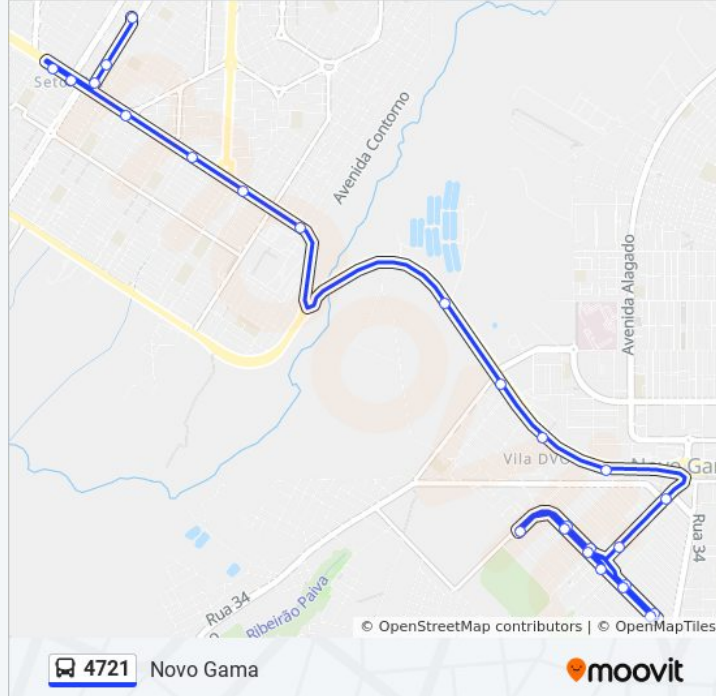 Seto
Avenida Contorno
Avenida Alagado
Vila DVO
Novo Gam
Rua 34
Rua 34
Ribeirão Paiva
© OpenStreetMap contributors | © OpenMapTiles
4721 Novo Gama
moovit